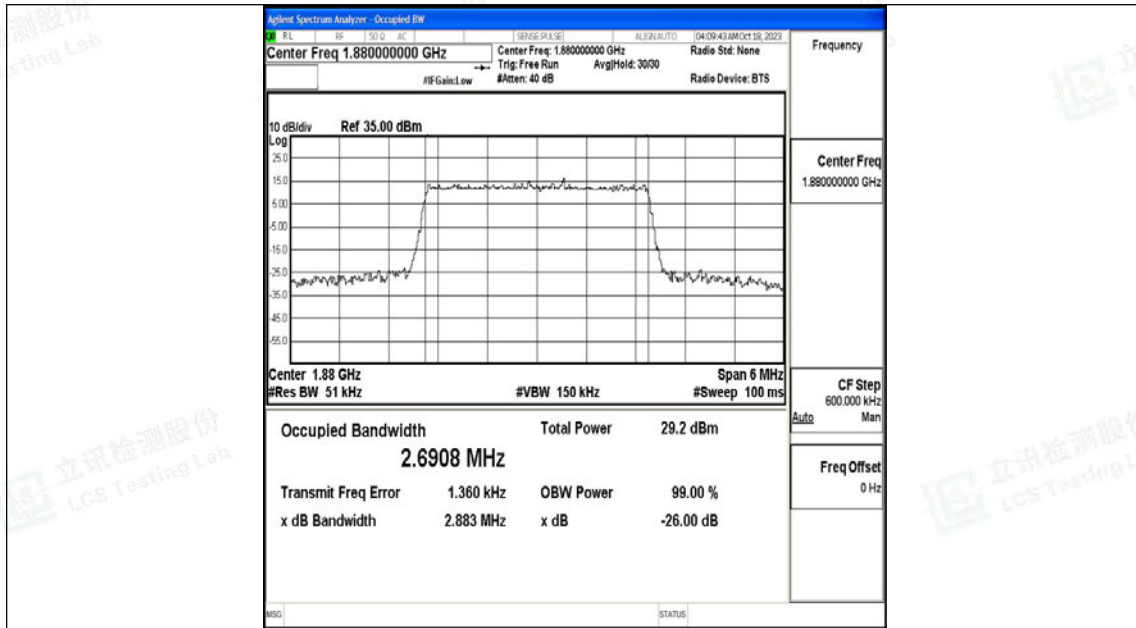 Agilent Spectrum Analyzer - Occupied BW
RL RF 50 Ω AC SENSE:PULSE ALIGNAUTO 04:09:43 AM Oct 18, 2023
Center Freq 1.880000000 GHz
Center Freq: 1.880000000 GHz
Radio Std: None
Trig: Free Run Avg|Hold: 30/30
#IFGain:Low
#Atten: 40 dB
Radio Device: BTS
Frequency
10 dB/div Ref 35.00 dBm
Log
25.0
15.0
5.00
-5.00
-15.0
-25.0
-35.0
-45.0
-55.0
Center Freq
1.880000000 GHz
Center 1.88 GHz
Span 6 MHz
#Res BW 51 kHz
#VBW 150 kHz
#Sweep 100 ms
CF Step
600.000 kHz
Auto Man
Occupied Bandwidth
Total Power 29.2 dBm
2.6908 MHz
Transmit Freq Error 1.360 kHz
OBW Power 99.00 %
x dB Bandwidth 2.883 MHz
x dB -26.00 dB
Freq Offset
0 Hz
MSG
STATUS
立讯检测股份
LCS Testing Lab
立讯检测股份
LCS Testing L